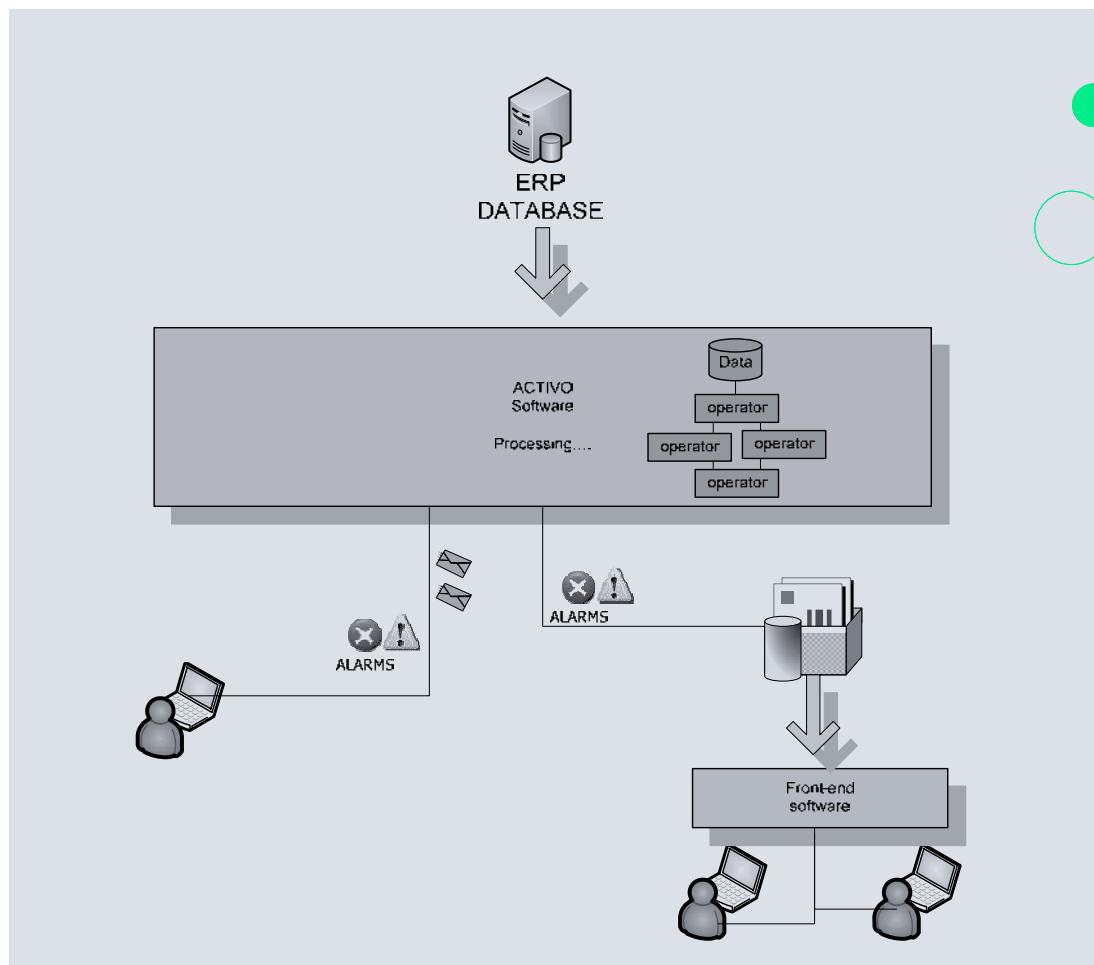 ERP
DATABASE
Data
ACTIVO
Software
operator
Processing....
operator
operator
operator
ALARMS
ALARMS
Front-end
software